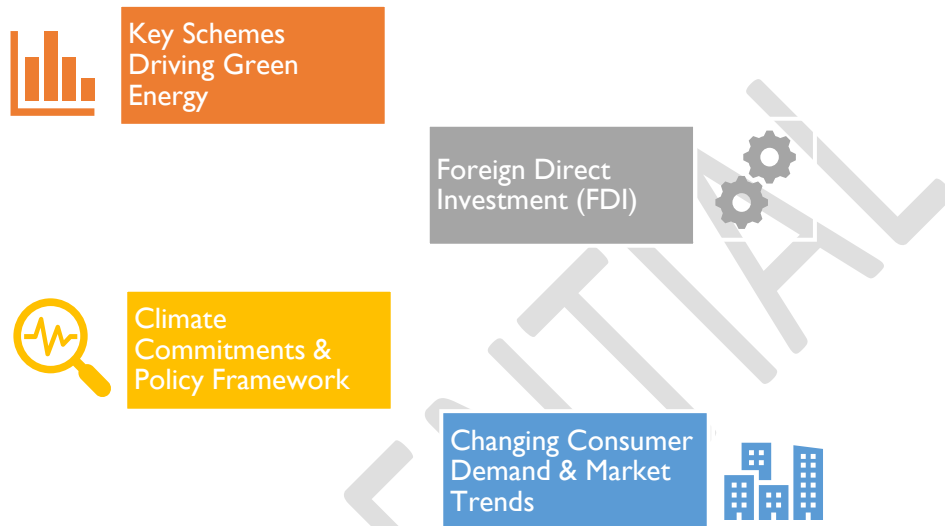 Key Schemes
Driving Green
Energy
Foreign Direct
Investment (FDI)
Climate
Commitments &
Policy Framework
Changing Consumer
Demand & Market
Trends